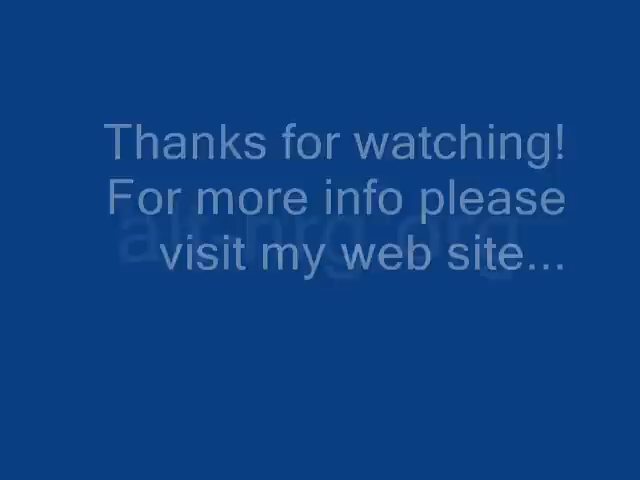 Thanks for watching!
For more info please
visit my web site...